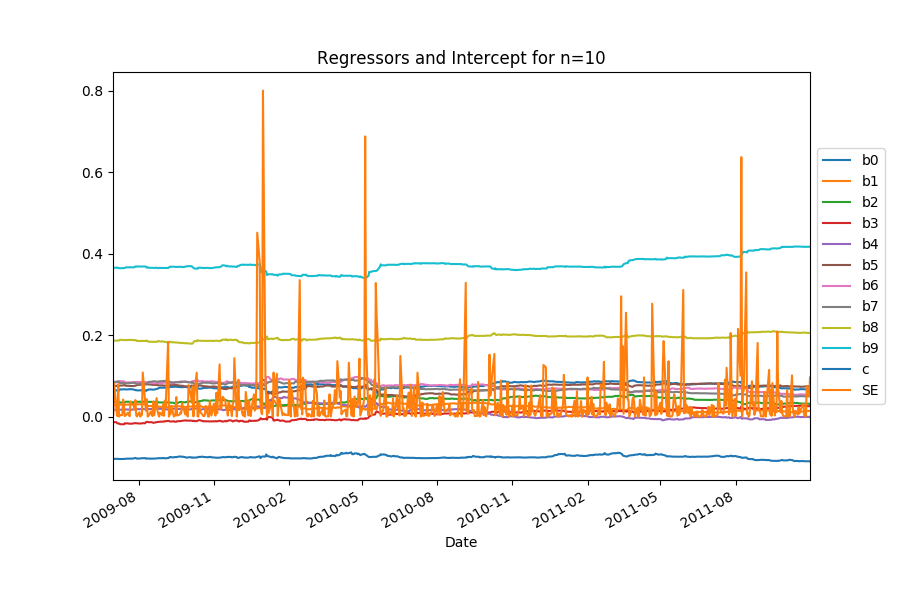 Regressors and Intercept for n=10
0.8
0.6
0.4
0.2
0.0
2009-08
2009-11
2010-02
2010-05
2010-08
2010-11
2011-02
2011-05
2011-08
Date
b0
b1
b2
b3
b4
b5
b6
b7
b8
b9
c
SE